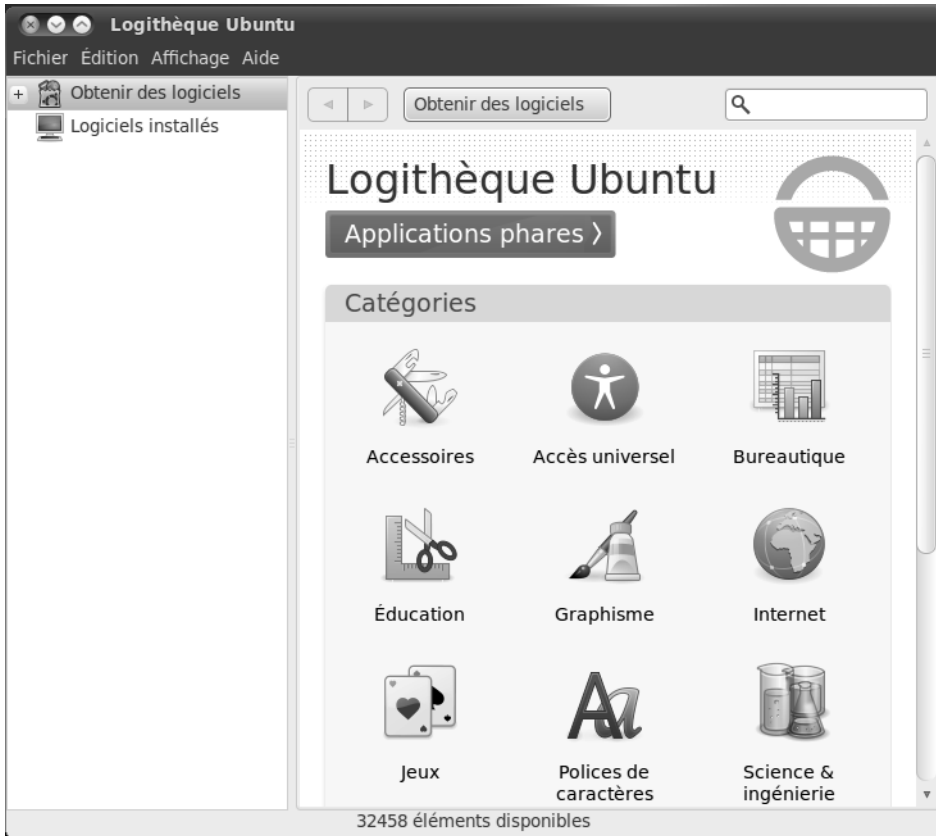 Logithèque Ubuntu
Fichier Édition Affichage Aide
Obtenir des logiciels
Logiciels installés
Obtenir des logiciels
Logithèque Ubuntu
Applications phares
Catégories
Accessoires
Accès universel
Bureautique
Éducation
Graphisme
Internet
Jeux
Polices de
caractères
Science &
ingénierie
32458 éléments disponibles